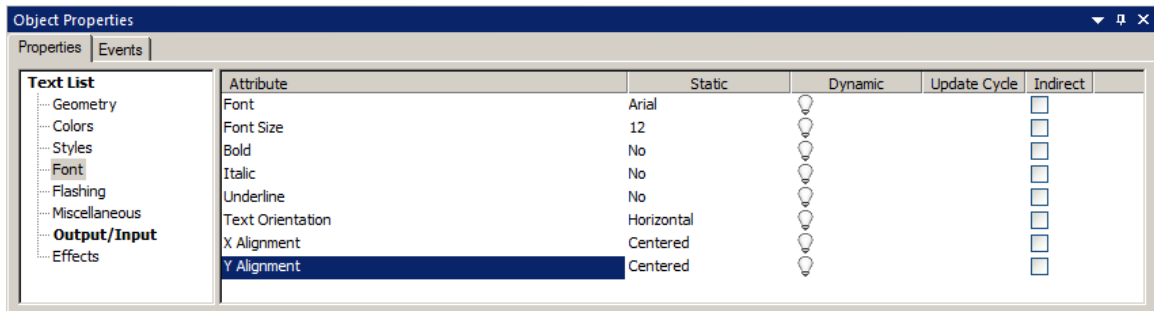 Object Properties
Properties Events
Text List
Geometry
Colors
Styles
Font
Flashing
Miscellaneous
Output/Input
Effects
Attribute Static Dynamic Update Cycle Indirect
Font Arial
Font Size 12
Bold No
Italic No
Underline No
Text Orientation Horizontal
X Alignment Centered
Y Alignment Centered